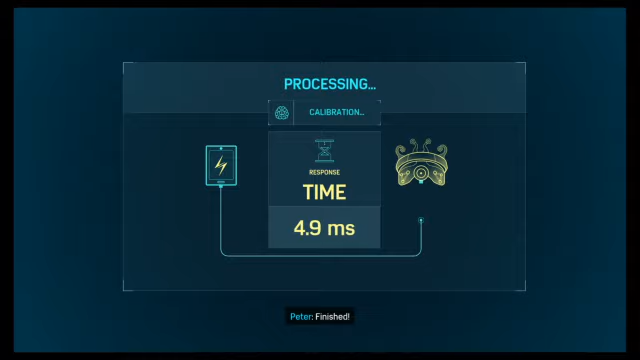 PROCESSING...
CALIBRATION...
RESPONSE
TIME
4.9 ms
Peter: Finished!